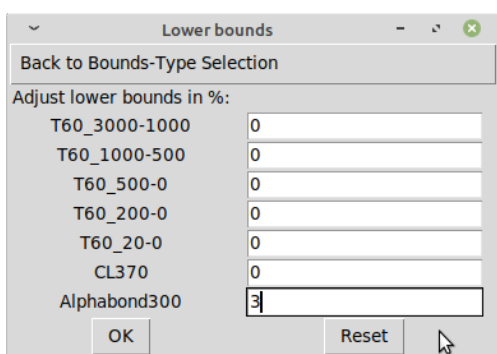 Lower bounds
Back to Bounds-Type Selection
Adjust lower bounds in %:
T60_3000-1000 0
T60_1000-500 0
T60_500-0 0
T60_200-0 0
T60_20-0 0
CL370 0
Alphabond300 3
OK Reset